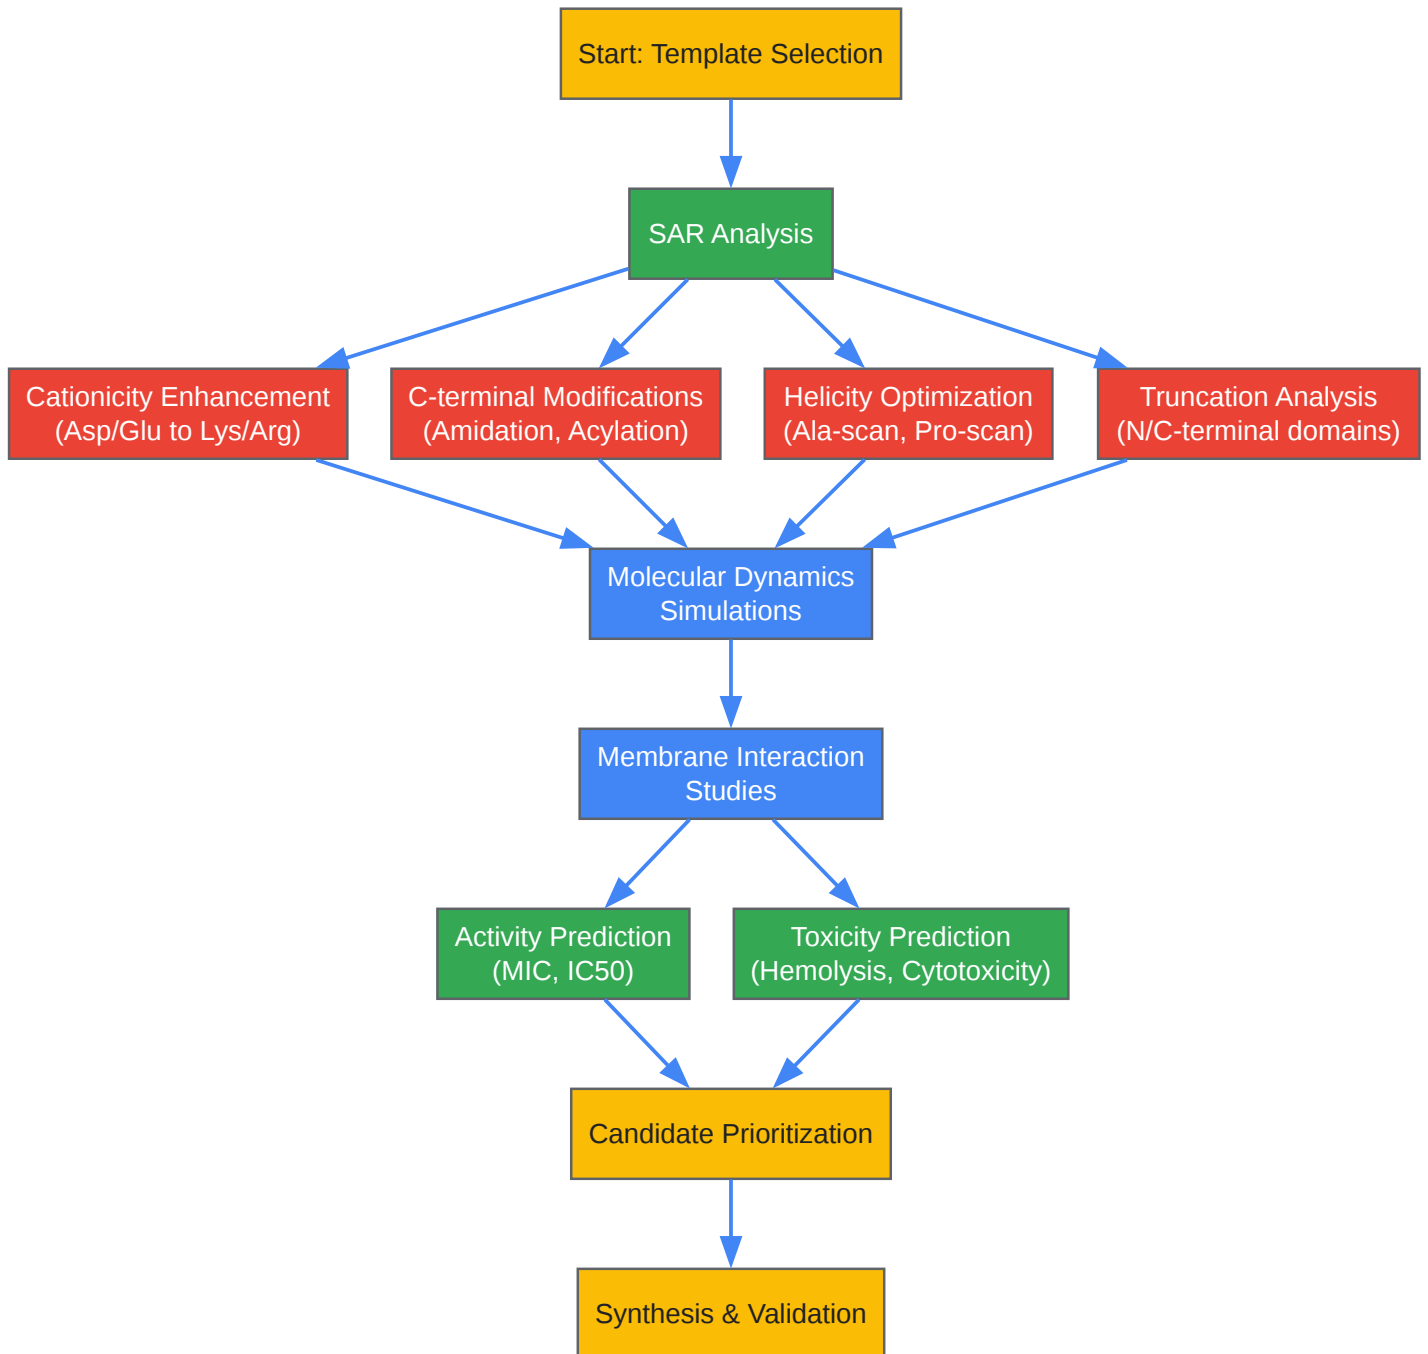 Start: Template Selection
SAR Analysis
Cationicity Enhancement
(Asp/Glu to Lys/Arg)
C-terminal Modifications
(Amidation, Acylation)
Helicity Optimization
(Ala-scan, Pro-scan)
Truncation Analysis
(N/C-terminal domains)
Molecular Dynamics
Simulations
Membrane Interaction
Studies
Activity Prediction
(MIC, IC50)
Toxicity Prediction
(Hemolysis, Cytotoxicity)
Candidate Prioritization
Synthesis & Validation